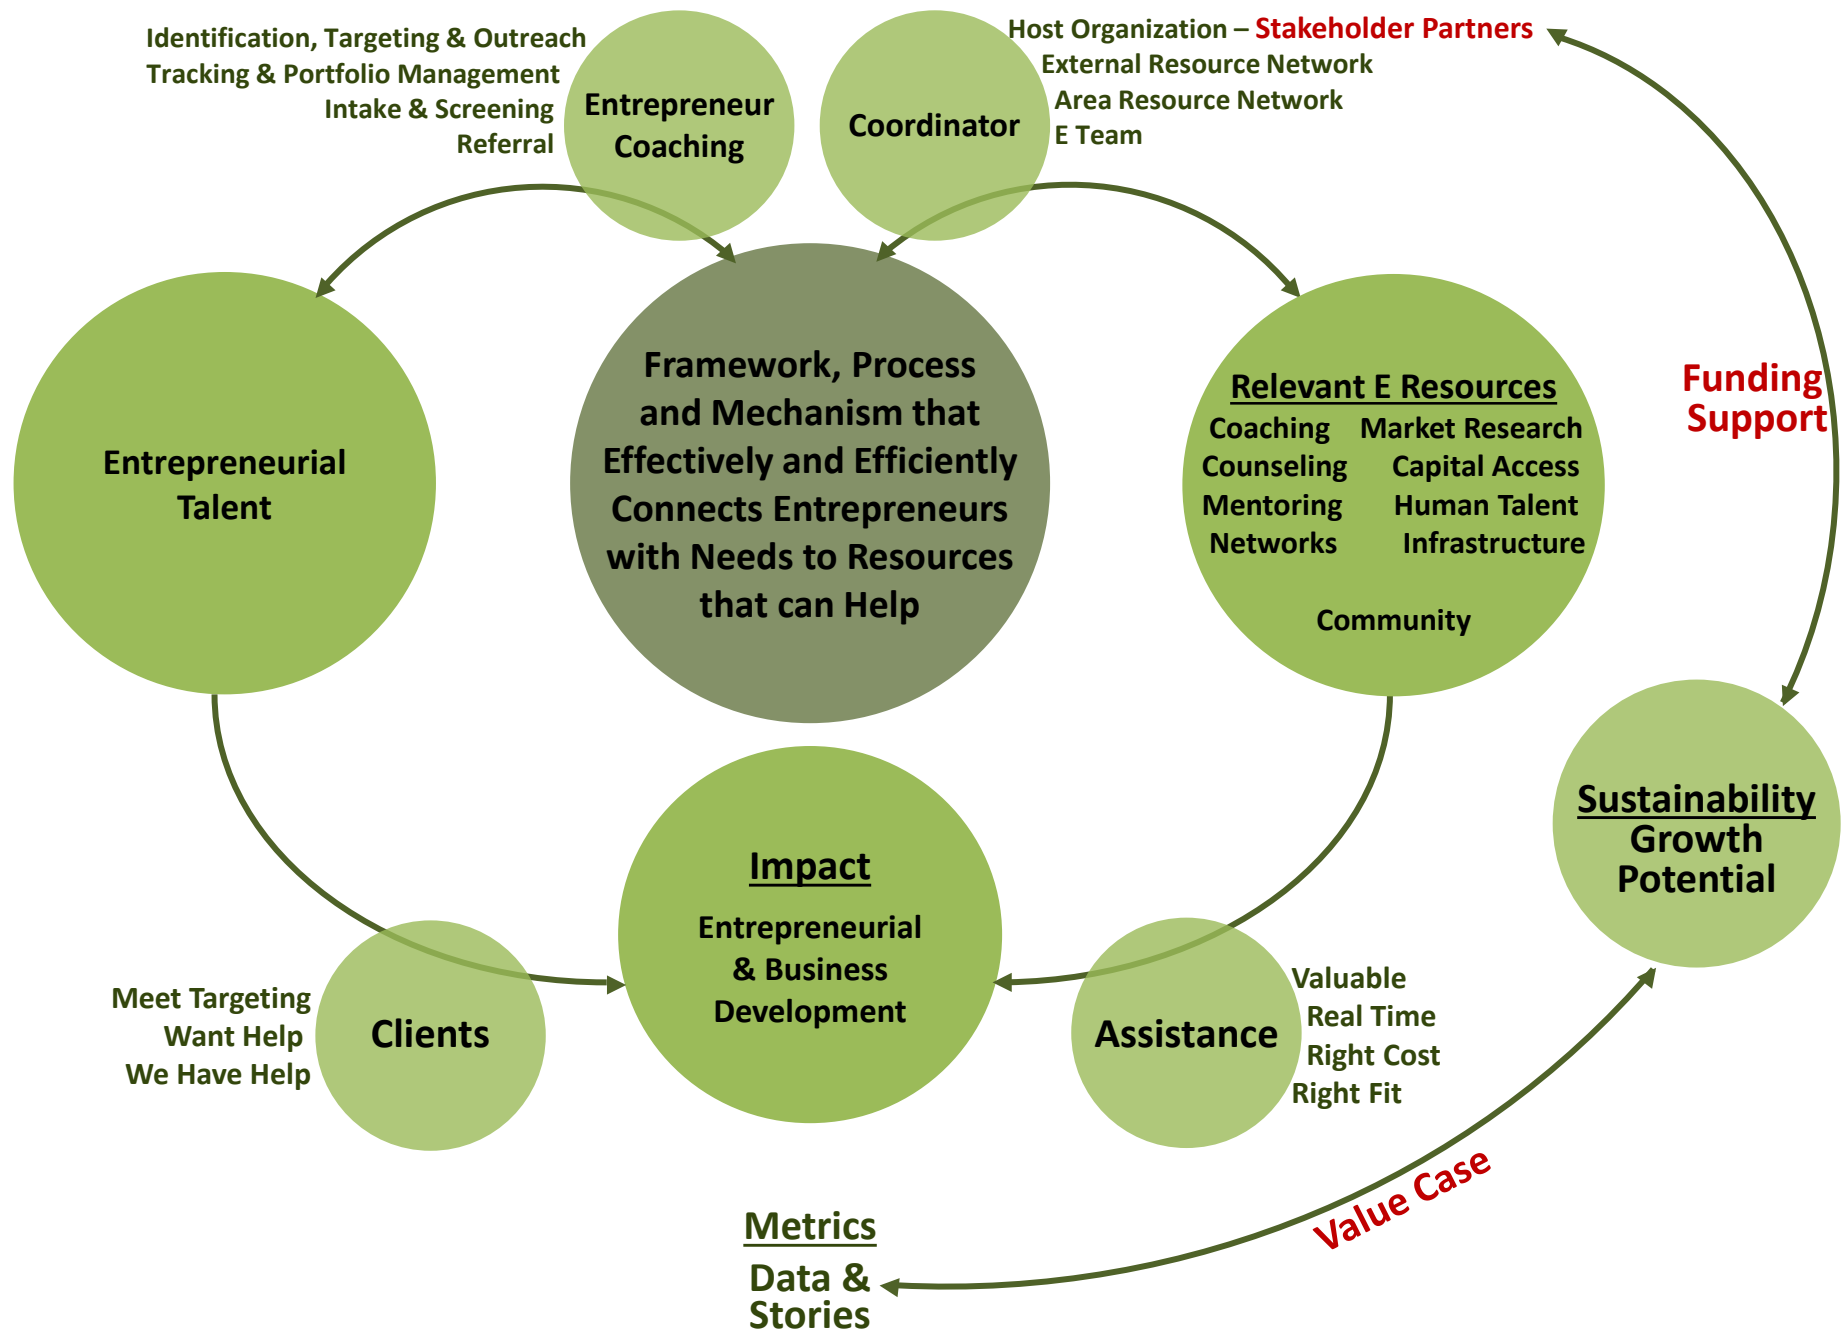 Identification, Targeting & Outreach
Tracking & Portfolio Management
Intake & Screening
Referral
Entrepreneur
Coaching
Coordinator
Host Organization – Stakeholder Partners
External Resource Network
Area Resource Network
E Team
Entrepreneurial
Talent
Framework, Process
and Mechanism that
Effectively and Efficiently
Connects Entrepreneurs
with Needs to Resources
that can Help
Relevant E Resources
Coaching Market Research
Counseling Capital Access
Mentoring Human Talent
Networks Infrastructure
Community
Funding
Support
Sustainability
Growth
Potential
Impact
Entrepreneurial
& Business
Development
Meet Targeting
Want Help
We Have Help
Clients
Assistance
Valuable
Real Time
Right Cost
Right Fit
Value Case
Metrics
Data &
Stories